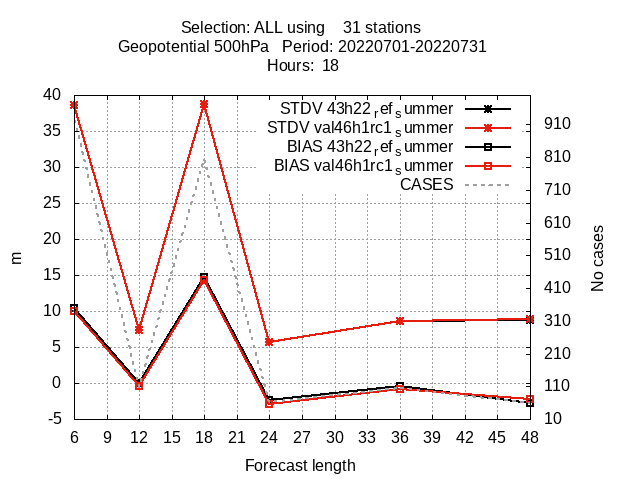 Selection: ALL using    31 stations
Geopotential 500hPa   Period: 20220701-20220731
Hours: 18
STDV 43h22_ref_summer
STDV val46h1rc1_summer
BIAS 43h22_ref_summer
BIAS val46h1rc1_summer
CASES
40
35
30
25
20
15
10
5
0
-5
m
910
810
710
610
510
410
310
210
110
10
No cases
6 9 12 15 18 21 24 27 30 33 36 39 42 45 48
Forecast length